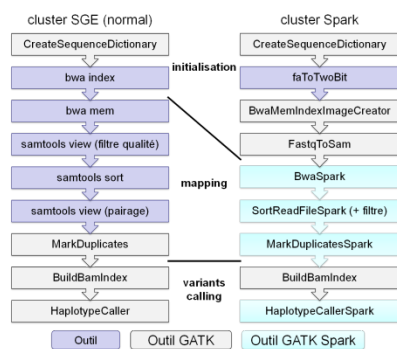 cluster SGE (normal)
CreateSequenceDictionary
bwa index
bwa mem
samtools view (filtre qualité)
samtools sort
samtools view (pairage)
MarkDuplicates
BuildBamIndex
HaplotypeCaller
initialisation
mapping
variants
calling
cluster Spark
CreateSequenceDictionary
faToTwoBit
BwaMemIndexImageCreator
FastqToSam
BwaSpark
SortReadFileSpark (+ filtre)
MarkDuplicatesSpark
BuildBamIndex
HaplotypeCallerSpark
Outil
Outil GATK
Outil GATK Spark